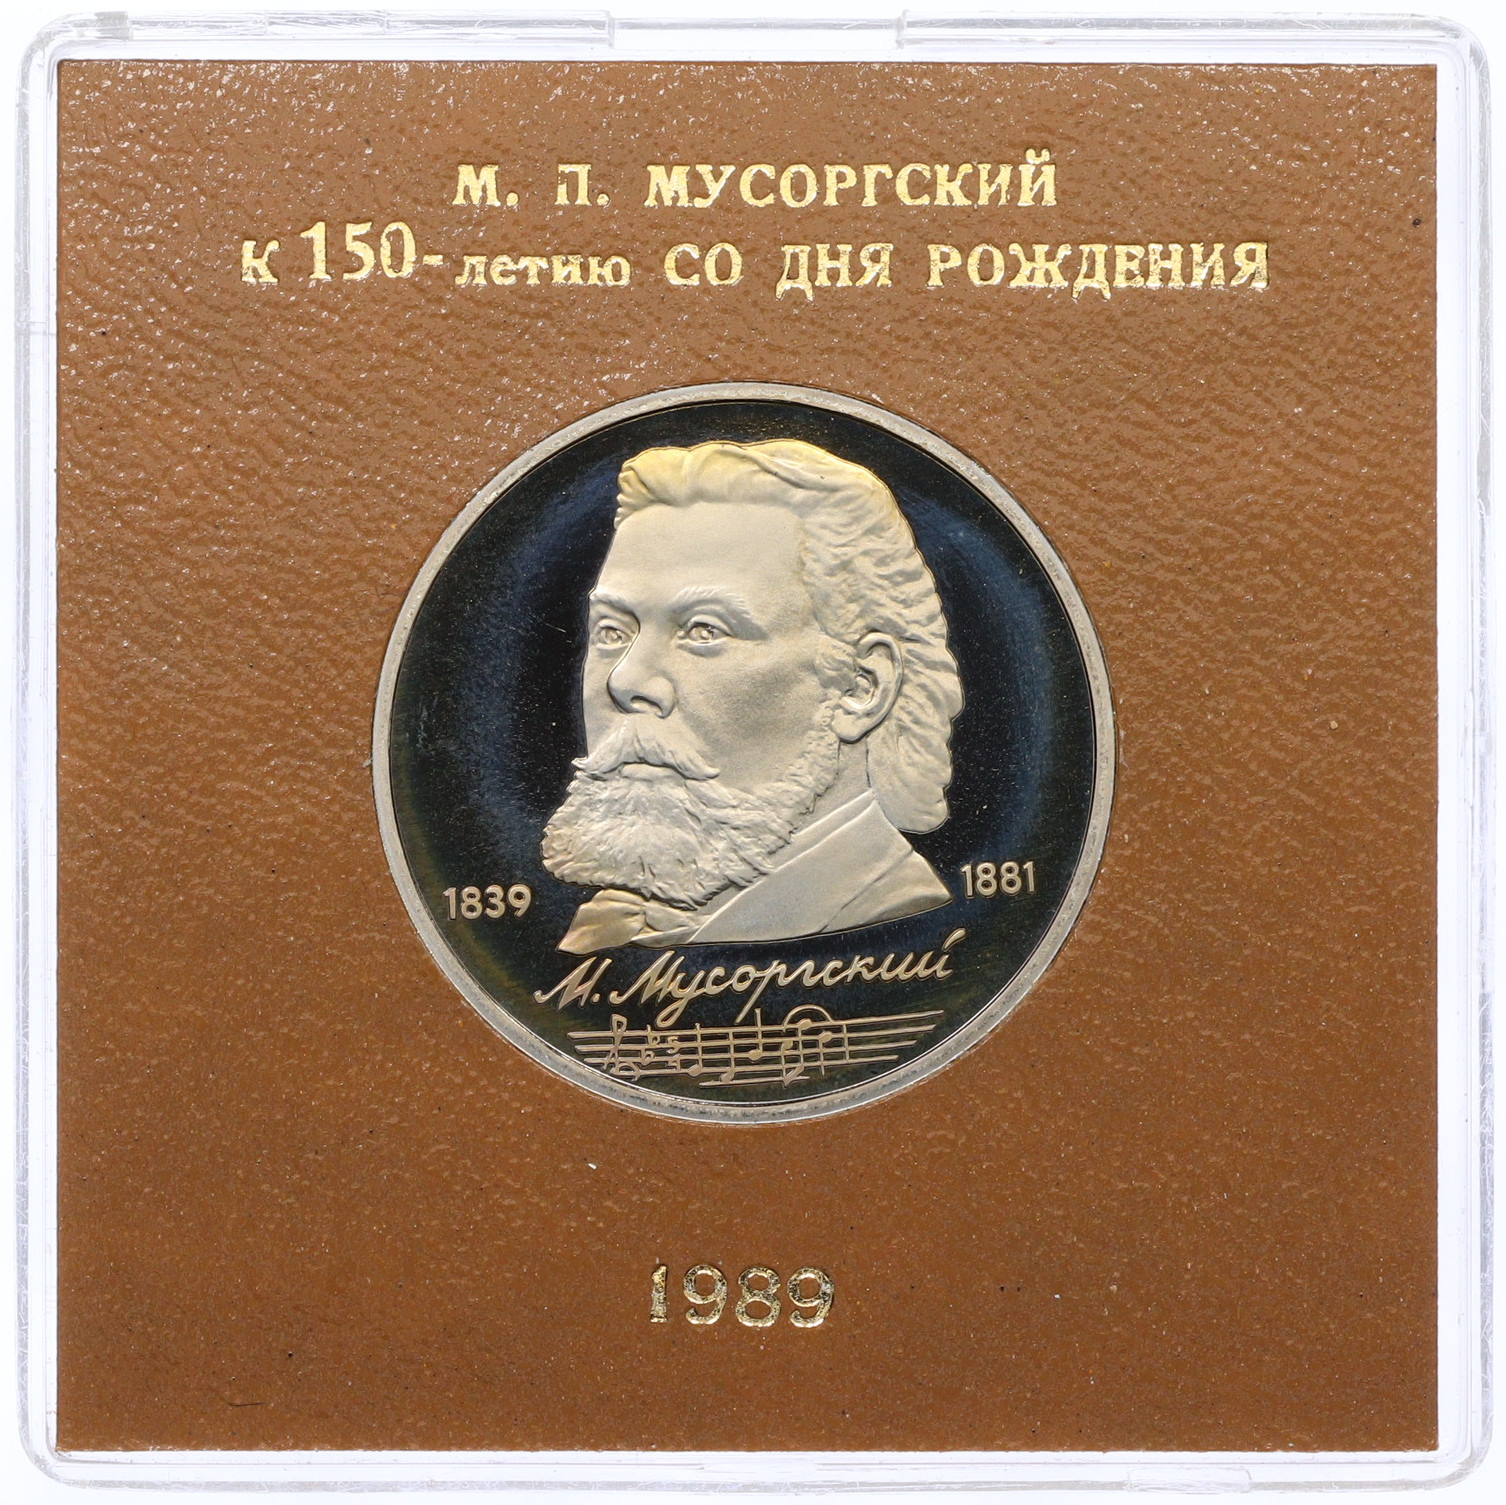 М. П. МУСОРГСКИЙ
К 150-летию СО ДНЯ РОЖДЕНИЯ
1839
1881
М. Мусоргский
1989